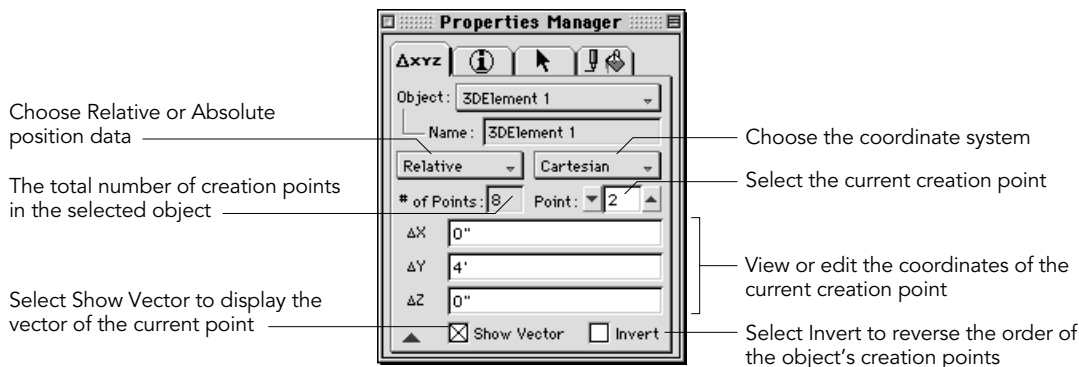 Properties Manager
ΔXYZ
Object: 3DElement 1
Name: 3DElement 1
Relative Cartesian
# of Points: 8 Point: 2
ΔX 0"
ΔY 4'
ΔZ 0"
Show Vector Invert
Choose Relative or Absolute
position data
The total number of creation points
in the selected object
Select Show Vector to display the
vector of the current point
Choose the coordinate system
Select the current creation point
View or edit the coordinates of the
current creation point
Select Invert to reverse the order of
the object’s creation points